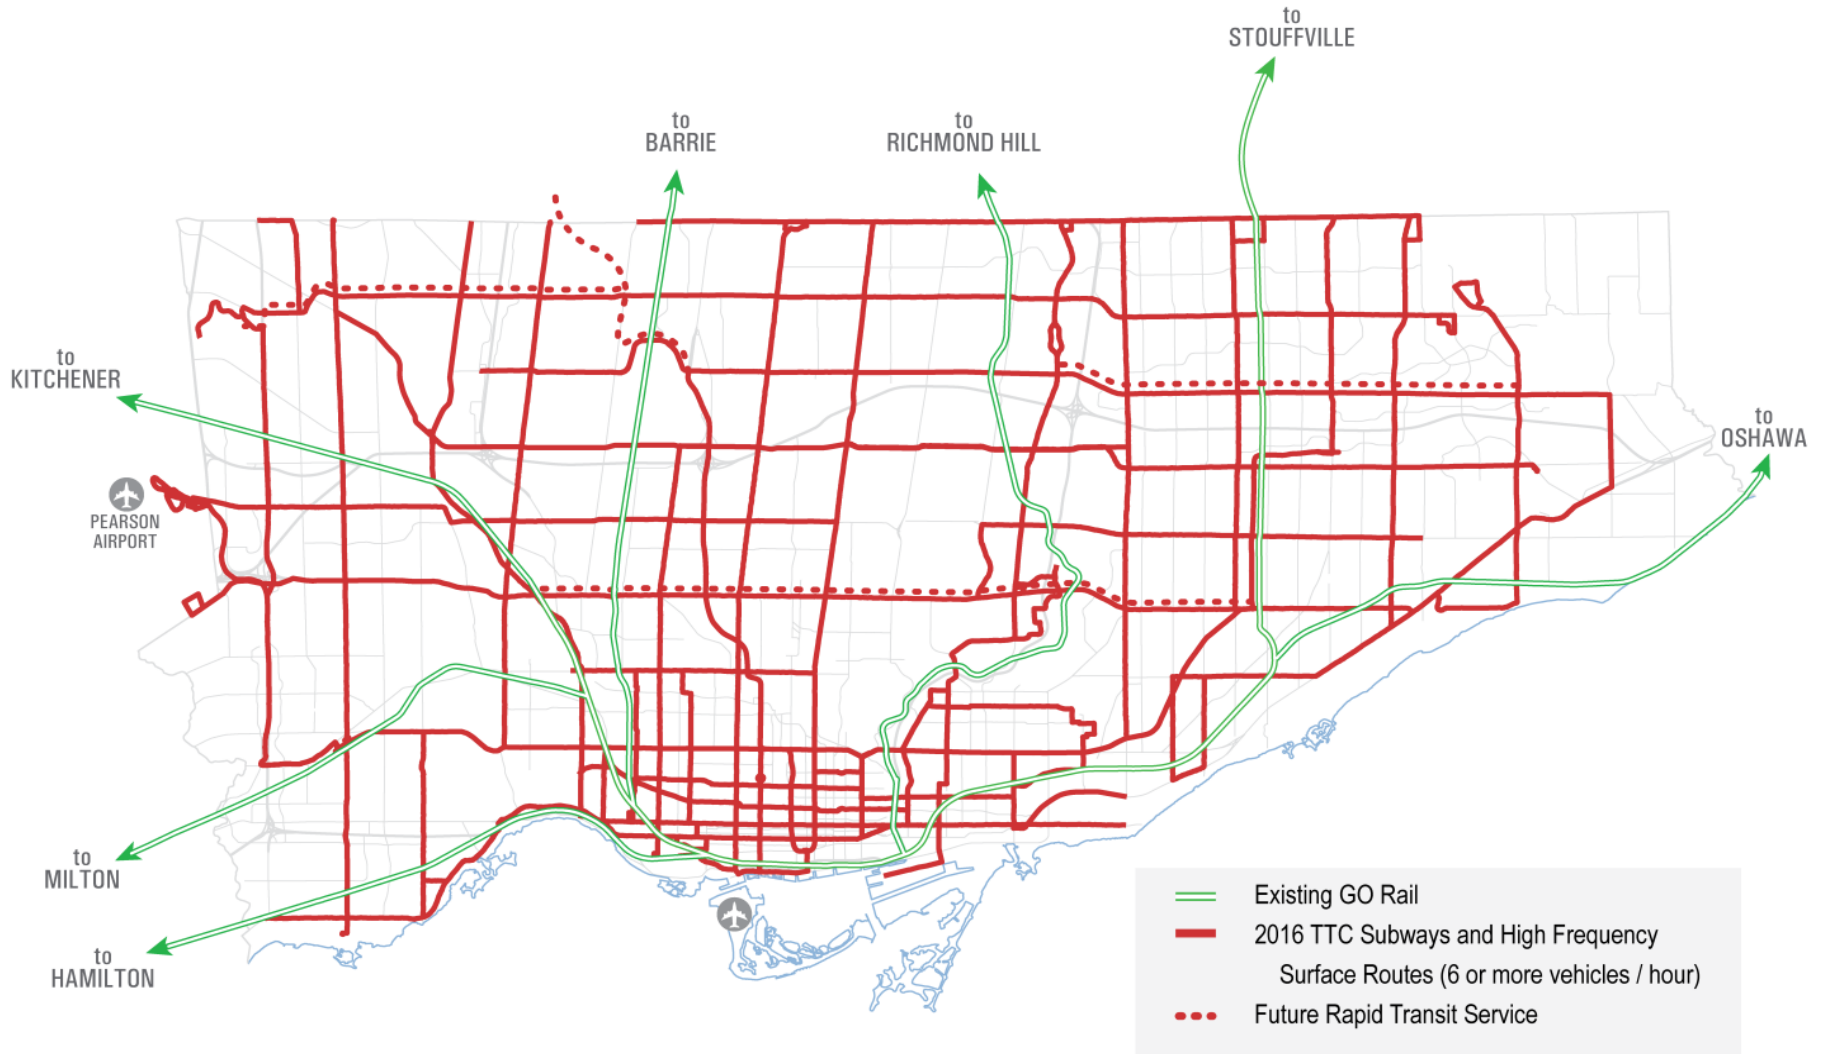 to
STOUFFVILLE
to
BARRIE
to
RICHMOND HILL
to
KITCHENER
to
OSHAWA
PEARSON
AIRPORT
to
MILTON
to
HAMILTON
Existing GO Rail
2016 TTC Subways and High Frequency
Surface Routes (6 or more vehicles / hour)
Future Rapid Transit Service